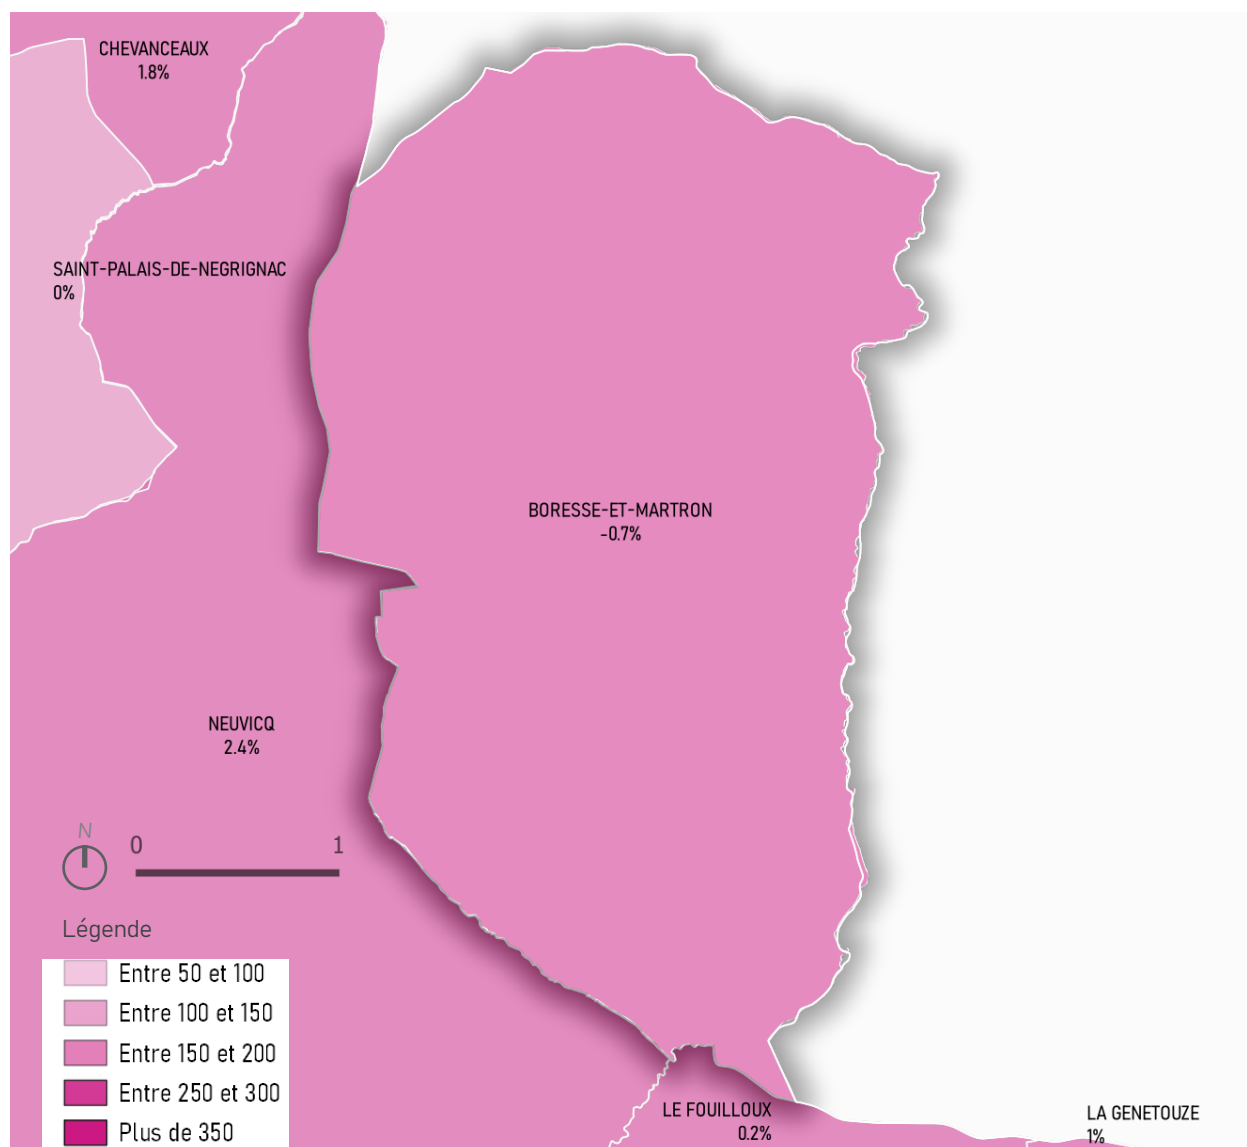 CHEVANCEAUX
1.8%
SAINT-PALAIS-DE-NEGRIGNAC
0%
BORESSE-ET-MARTRON
-0.7%
NEUVICQ
2.4%
N
0 1
Légende
Entre 50 et 100
Entre 100 et 150
Entre 150 et 200
Entre 250 et 300
Plus de 350
LE FOUILLOUX
0.2%
LA GENETOUZE
1%